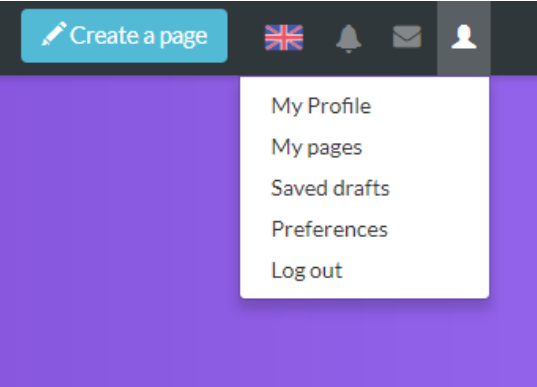 Create a page
My Profile
My pages
Saved drafts
Preferences
Log out